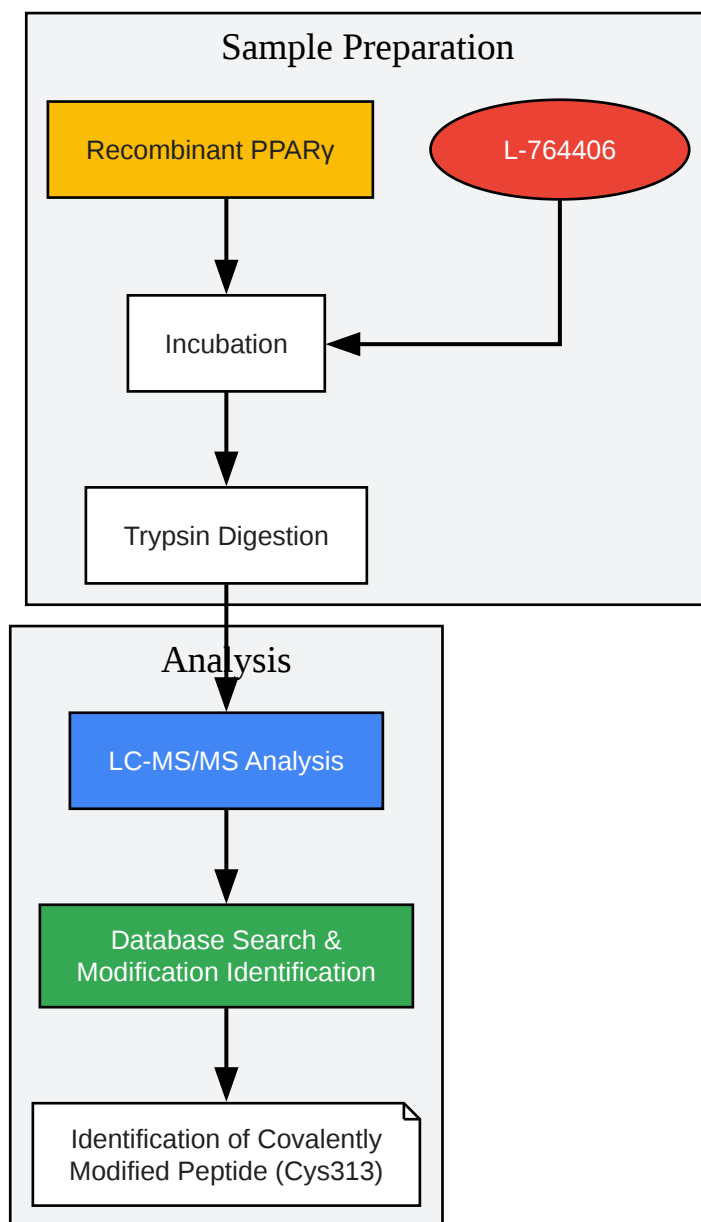 Sample Preparation
Recombinant PPARγ
L-764406
Incubation
Trypsin Digestion
Analysis
LC-MS/MS Analysis
Database Search &
Modification Identification
Identification of Covalently
Modified Peptide (Cys313)